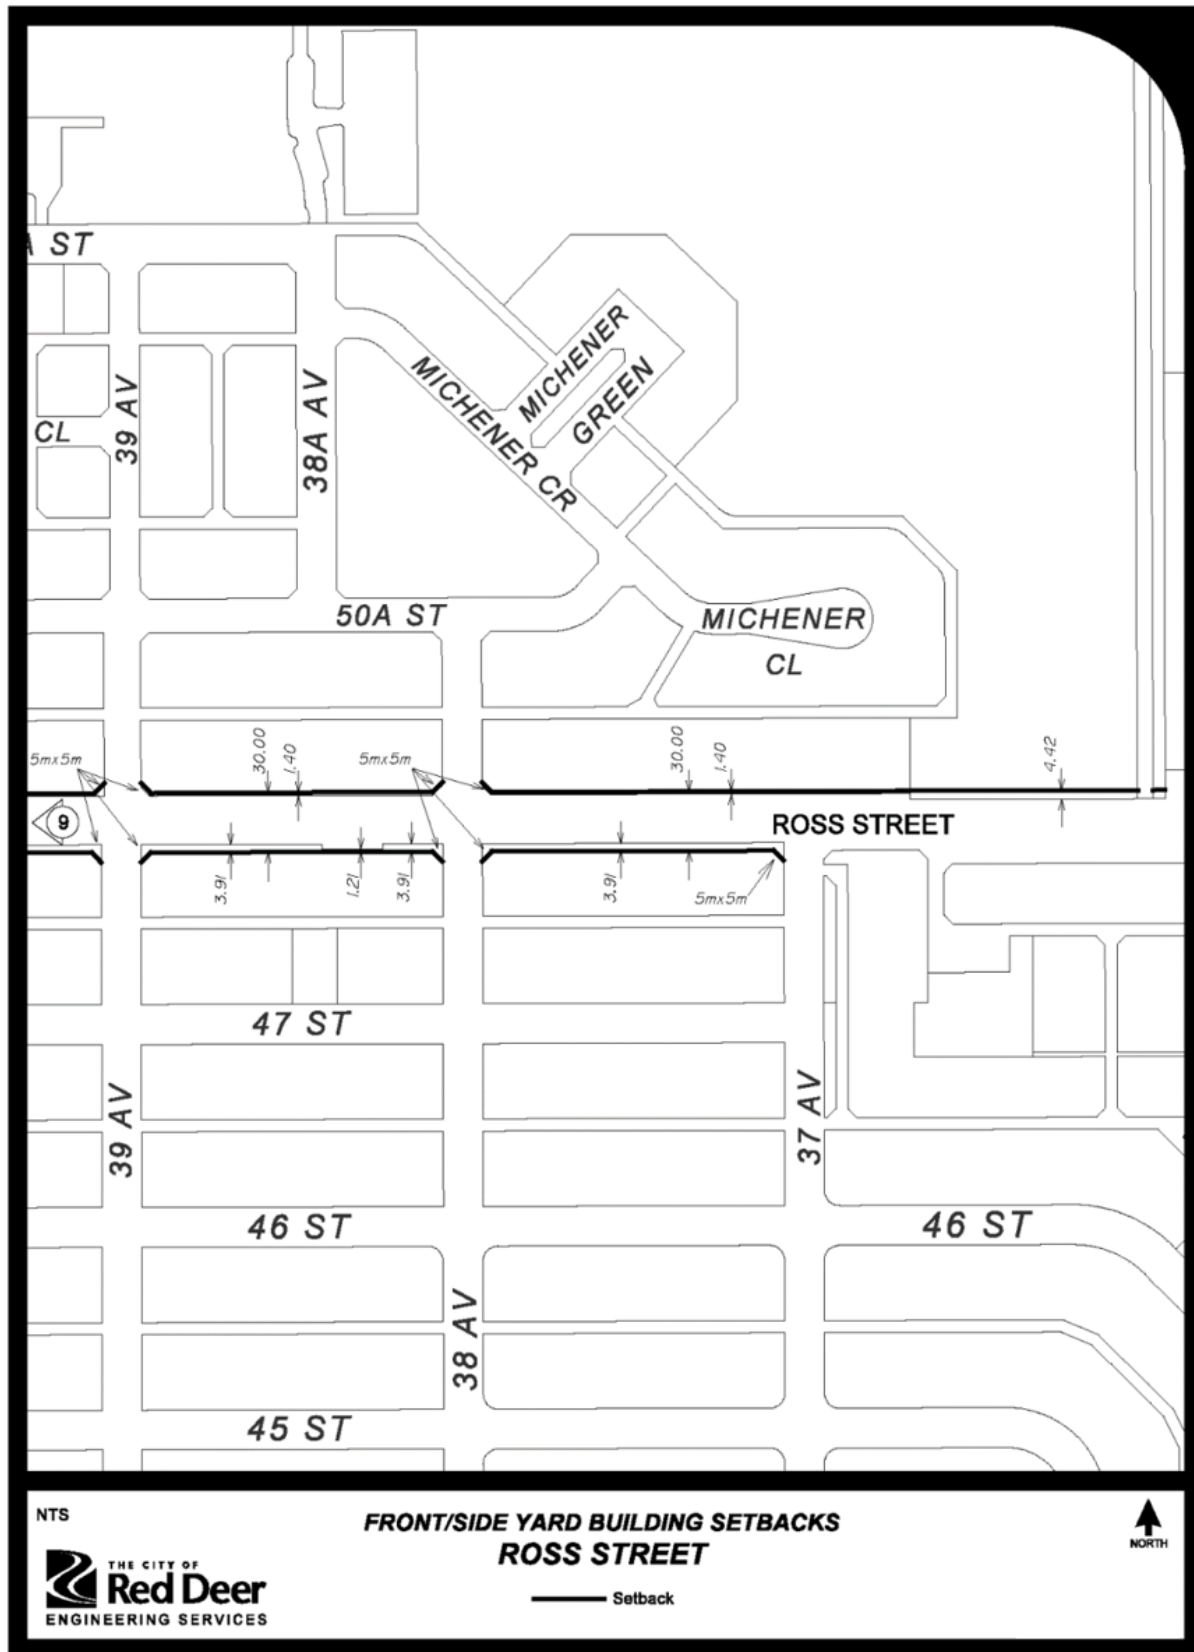 A ST
MICHENER
GREEN
MICHENER CR
39 AV
38A AV
CL
50A ST
MICHENER
CL
5mx5m
30.00
1.40
5mx5m
30.00
1.40
4.42
9
ROSS STREET
3.91
1.21
3.91
3.91
5mx5m
47 ST
39 AV
37 AV
46 ST
46 ST
38 AV
45 ST
NTS
FRONT/SIDE YARD BUILDING SETBACKS
ROSS STREET
Setback
NORTH
THE CITY OF
Red Deer
ENGINEERING SERVICES